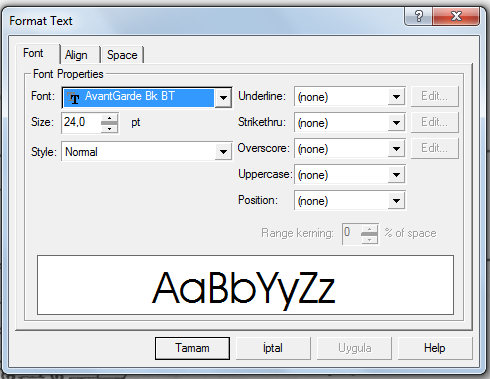 Format Text
Font Align Space
Font Properties
Font: AvantGarde Bk BT Underline: (none) Edit...
Size: 24,0 pt Strikethru: (none) Edit...
Style: Normal Overscore: (none) Edit...
Uppercase: (none)
Position: (none)
Range kerning: 0 % of space
AaBbYyZz
Tamam İptal Uygula Help